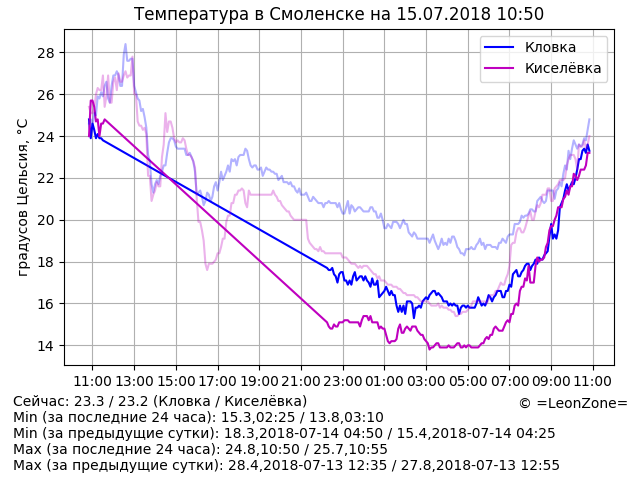 Температура в Смоленске на 15.07.2018 10:50
Кловка
Киселёвка
градусов Цельсия, °C
28
26
24
22
20
18
16
14
11:00 13:00 15:00 17:00 19:00 21:00 23:00 01:00 03:00 05:00 07:00 09:00 11:00
Сейчас: 23.3 / 23.2 (Кловка / Киселёвка)
© =LeonZone=
Min (за последние 24 часа): 15.3,02:25 / 13.8,03:10
Min (за предыдущие сутки): 18.3,2018-07-14 04:50 / 15.4,2018-07-14 04:25
Max (за последние 24 часа): 24.8,10:50 / 25.7,10:55
Max (за предыдущие сутки): 28.4,2018-07-13 12:35 / 27.8,2018-07-13 12:55